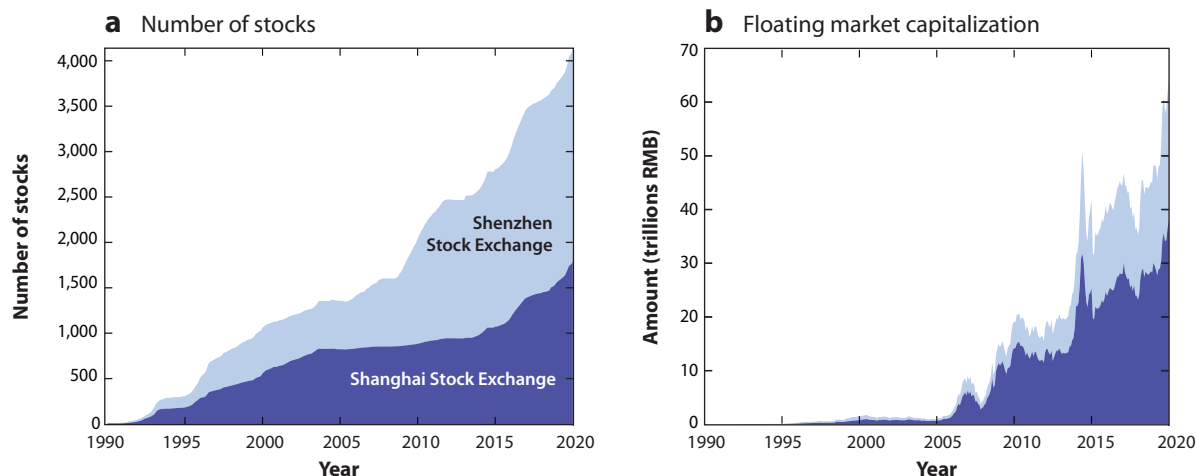 a Number of stocks
4,000
3,500
3,000
2,500
2,000
1,500
1,000
500
0
Number of stocks
Shenzhen
Stock Exchange
Shanghai Stock Exchange
1990 1995 2000 2005 2010 2015 2020
Year
b Floating market capitalization
70
60
50
40
30
20
10
0
Amount (trillions RMB)
1990 1995 2000 2005 2010 2015 2020
Year